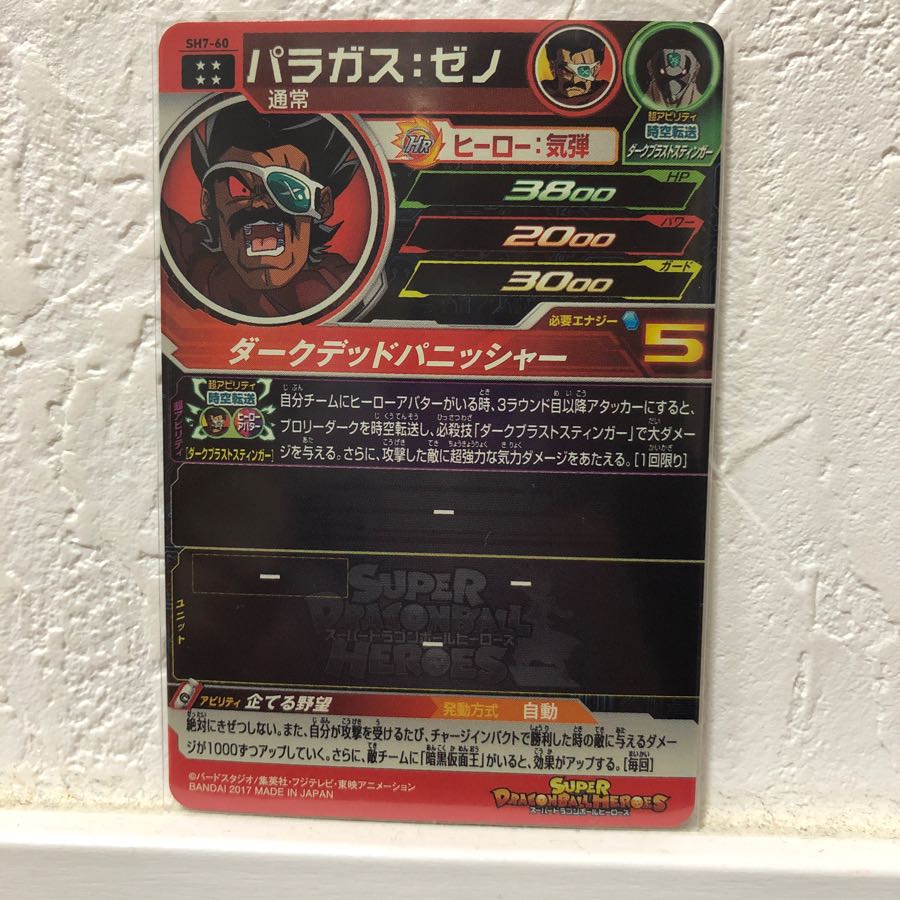 SH7-60
パラガス:ゼノ
通常
超アビリティ
時空転送
ダークブラストスティンガー
HR
ヒーロー:気弾
HP
3800
パワー
2000
ガード
3000
必要エナジー
5
ダークデッドパニッシャー
超アビリティ
超アビリティ
時空転送
ヒーロー
アバター
[ダークブラストスティンガー]
自分チームにヒーローアバターがいる時、3ラウンド目以降アタッカーにすると、
ブロリーダークを時空転送し、必殺技「ダークブラストスティンガー」で大ダメー
ジを与える。さらに、攻撃した敵に超強力な気力ダメージをあたえる。[1回限り]
ー
ユニット
ー
ー
ー
SUPER
DRAGONBALL
スーパードラゴンボールヒーローズ
HEROES
アビリティ 企てる野望
発動方式 自動
絶対にきぜつしない。また、自分が攻撃を受けるたび、チャージインパクトで勝利した時の敵に与えるダメー
ジが1000ずつアップしていく。さらに、敵チームに「暗黒仮面王」がいると、効果がアップする。[毎回]
©バードスタジオ/集英社・フジテレビ・東映アニメーション
BANDAI 2017 MADE IN JAPAN
SUPER
DRAGONBALL HEROES
スーパードラゴンボールヒーローズ